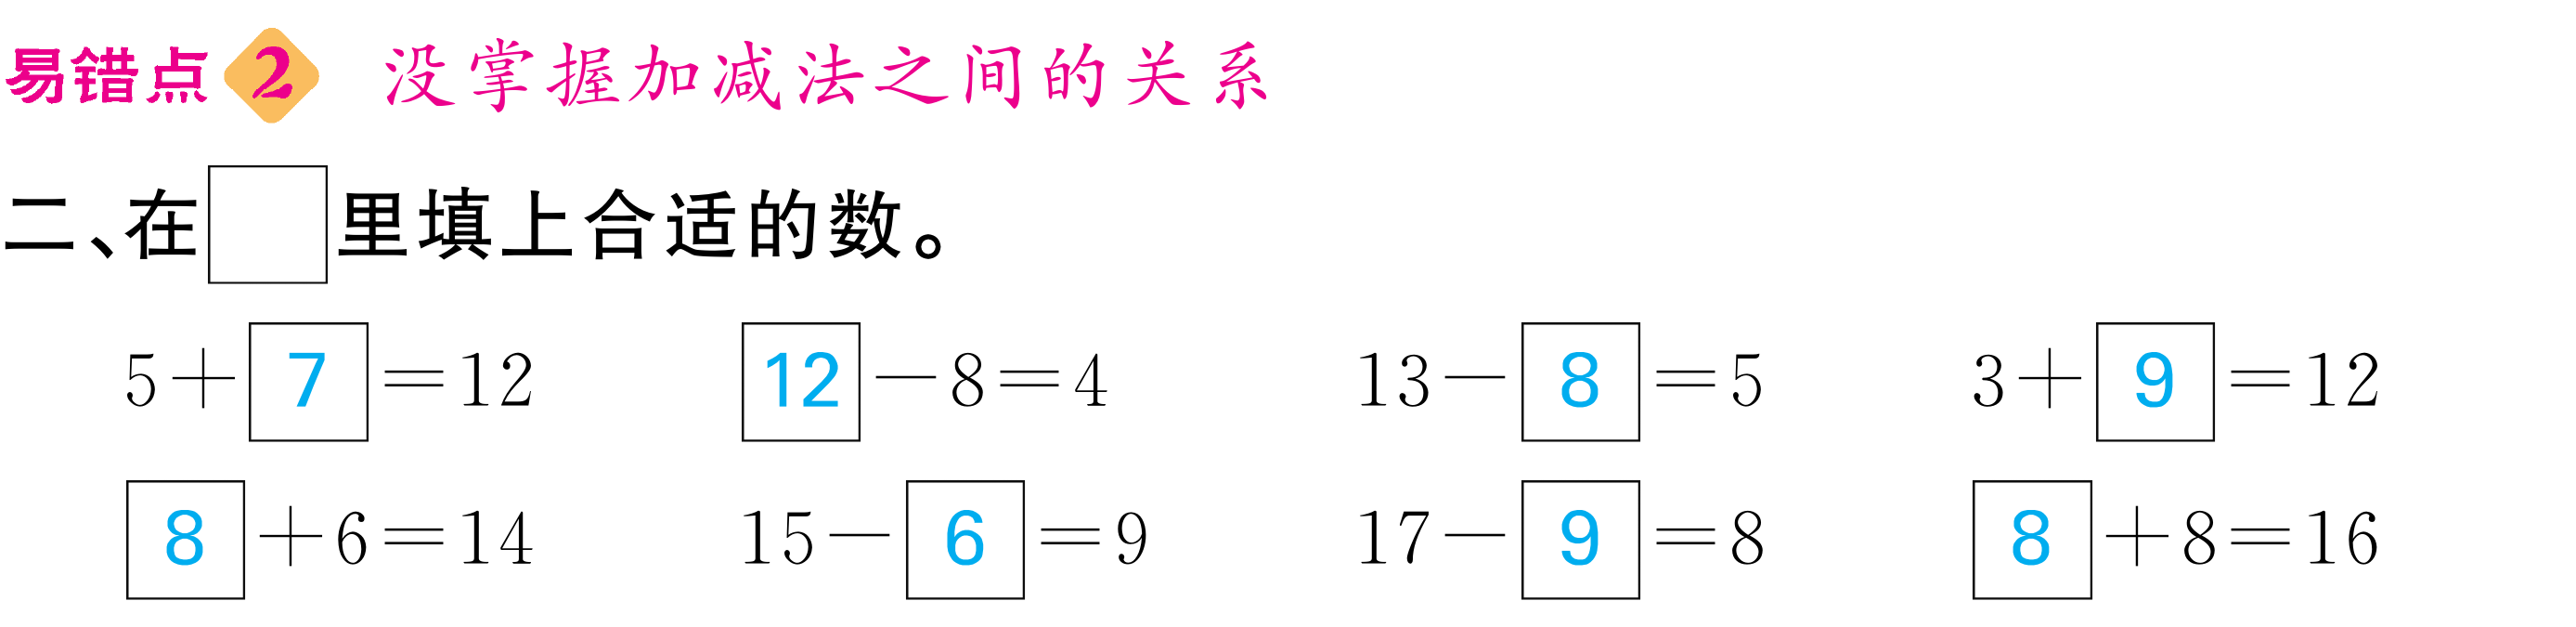 易错点 2 没掌握加减法之间的关系
二、在□里填上合适的数。
5+7=12 12-8=4 13-8=5 3+9=12
8+6=14 15-6=9 17-9=8 8+8=16